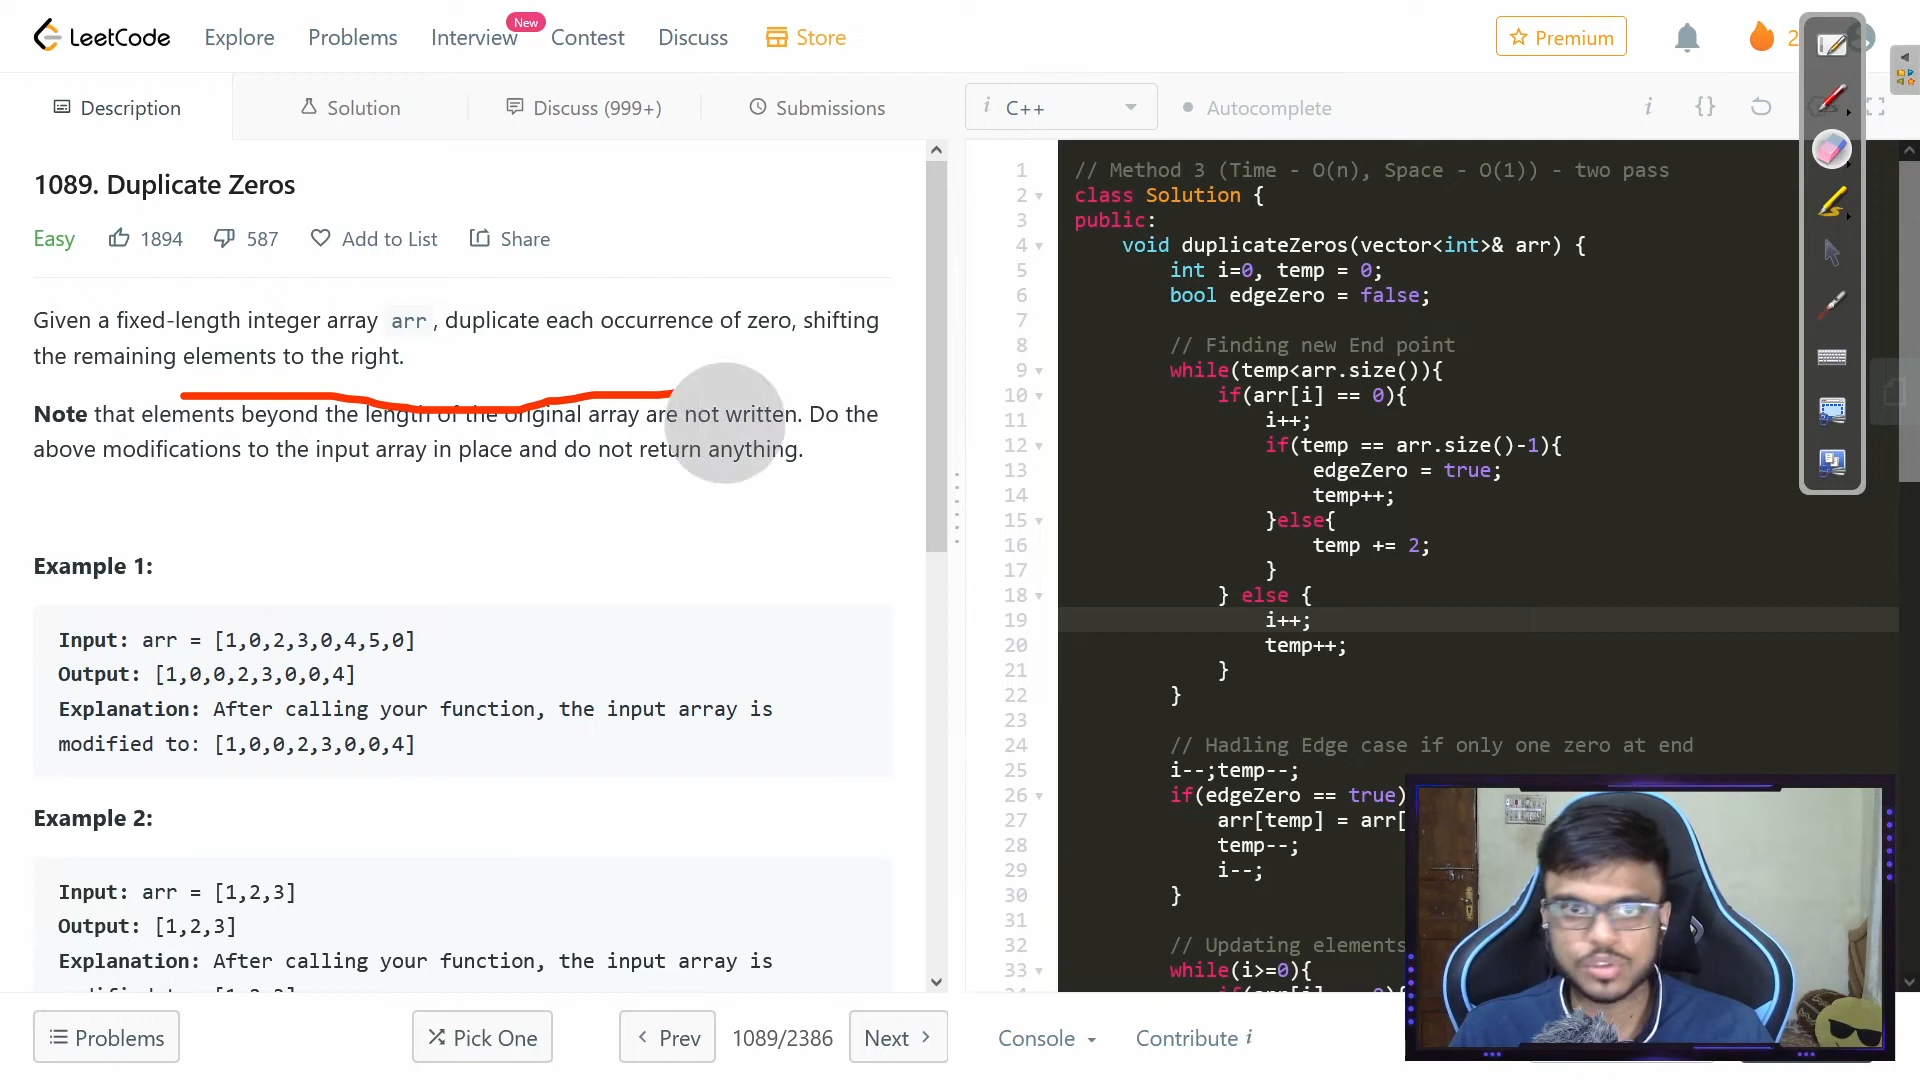 LeetCode Explore Problems Interview New Contest Discuss Store Premium 2
Description Solution Discuss (999+) Submissions
i C++ Autocomplete i {}
1089. Duplicate Zeros
Easy 1894 587 Add to List Share
Given a fixed-length integer array arr, duplicate each occurrence of zero, shifting
the remaining elements to the right.
Note that elements beyond the length of the original array are not written. Do the
above modifications to the input array in place and do not return anything.
Example 1:
Input: arr = [1,0,2,3,0,4,5,0]
Output: [1,0,0,2,3,0,0,4]
Explanation: After calling your function, the input array is
modified to: [1,0,0,2,3,0,0,4]
Example 2:
Input: arr = [1,2,3]
Output: [1,2,3]
Explanation: After calling your function, the input array is
1 // Method 3 (Time - O(n), Space - O(1)) - two pass
2 class Solution {
3 public:
4 void duplicateZeros(vector<int>& arr) {
5 int i=0, temp = 0;
6 bool edgeZero = false;
7
8 // Finding new End point
9 while(temp<arr.size()){
10 if(arr[i] == 0){
11 i++;
12 if(temp == arr.size()-1){
13 edgeZero = true;
14 temp++;
15 }else{
16 temp += 2;
17 }
18 } else {
19 i++;
20 temp++;
21 }
22 }
23
24 // Hadling Edge case if only one zero at end
25 i--;temp--;
26 if(edgeZero == true)
27 arr[temp] = arr[
28 temp--;
29 i--;
30 }
31
32 // Updating elements
33 while(i>=0){
Problems Pick One Prev 1089/2386 Next Console Contribute i